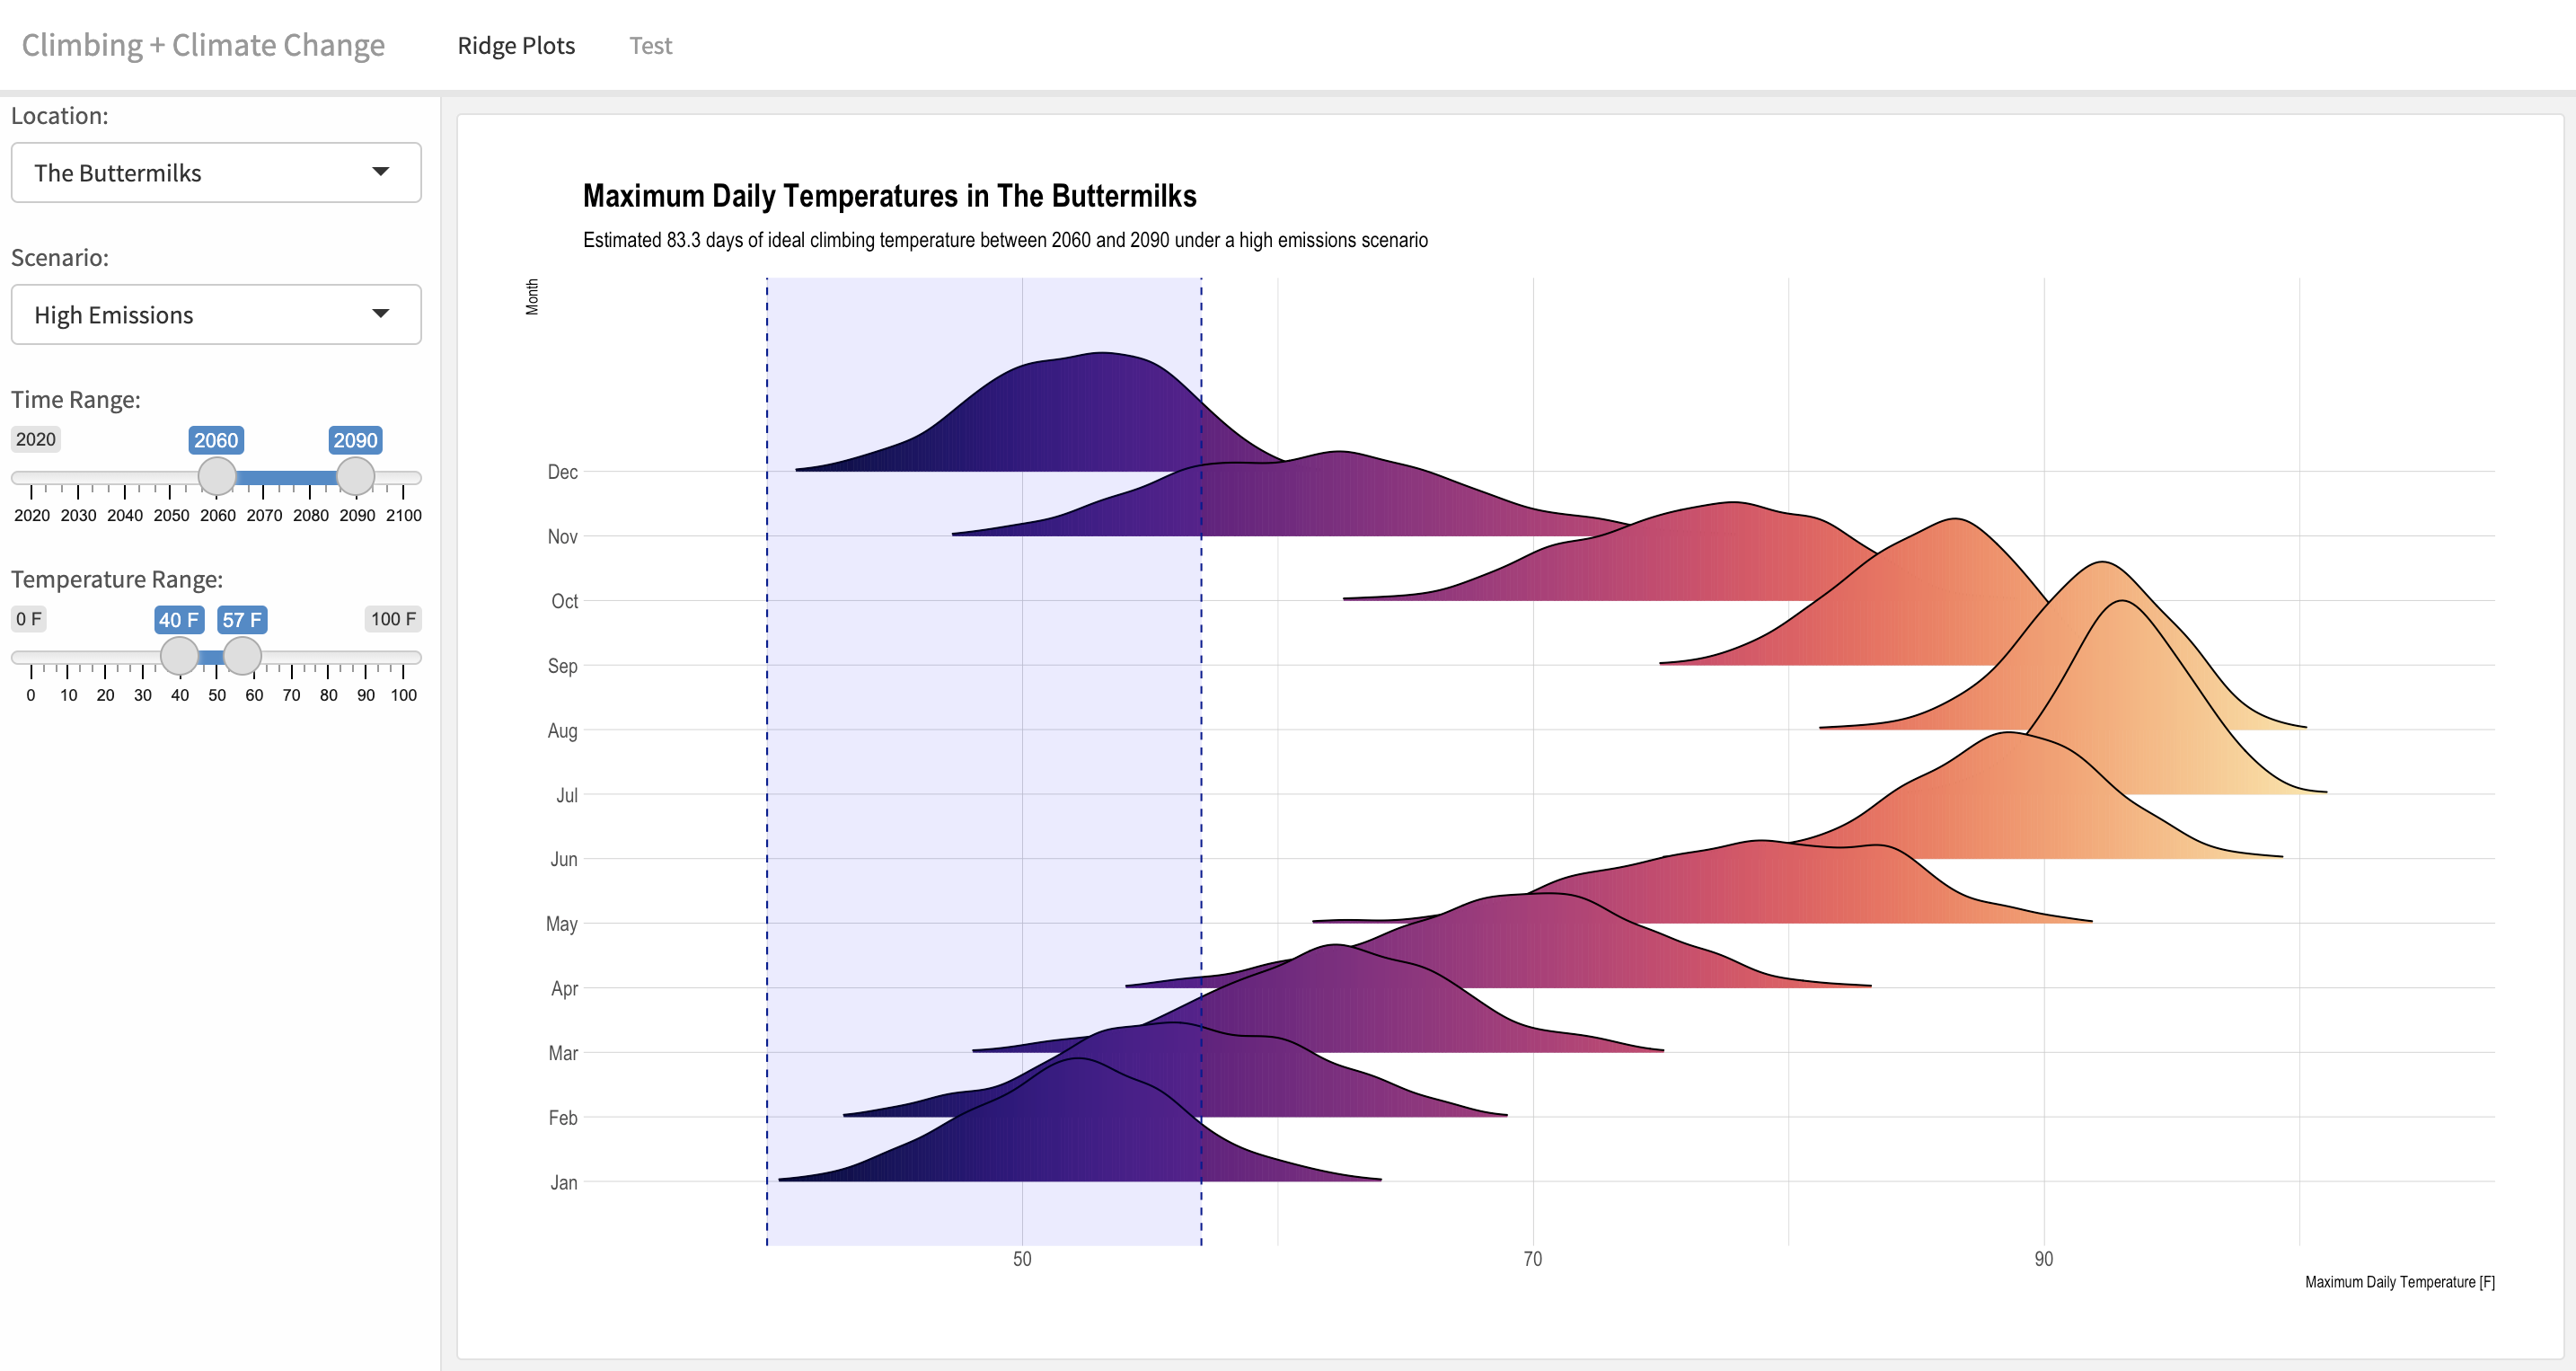 Climbing + Climate Change Ridge Plots Test
Location:
The Buttermilks
Scenario:
High Emissions
Time Range:
2020 2060 2090
2020 2030 2040 2050 2060 2070 2080 2090 2100
Temperature Range:
0 F 40 F 57 F 100 F
0 10 20 30 40 50 60 70 80 90 100
Maximum Daily Temperatures in The Buttermilks
Estimated 83.3 days of ideal climbing temperature between 2060 and 2090 under a high emissions scenario
Month
Dec
Nov
Oct
Sep
Aug
Jul
Jun
May
Apr
Mar
Feb
Jan
50 70 90
Maximum Daily Temperature [F]